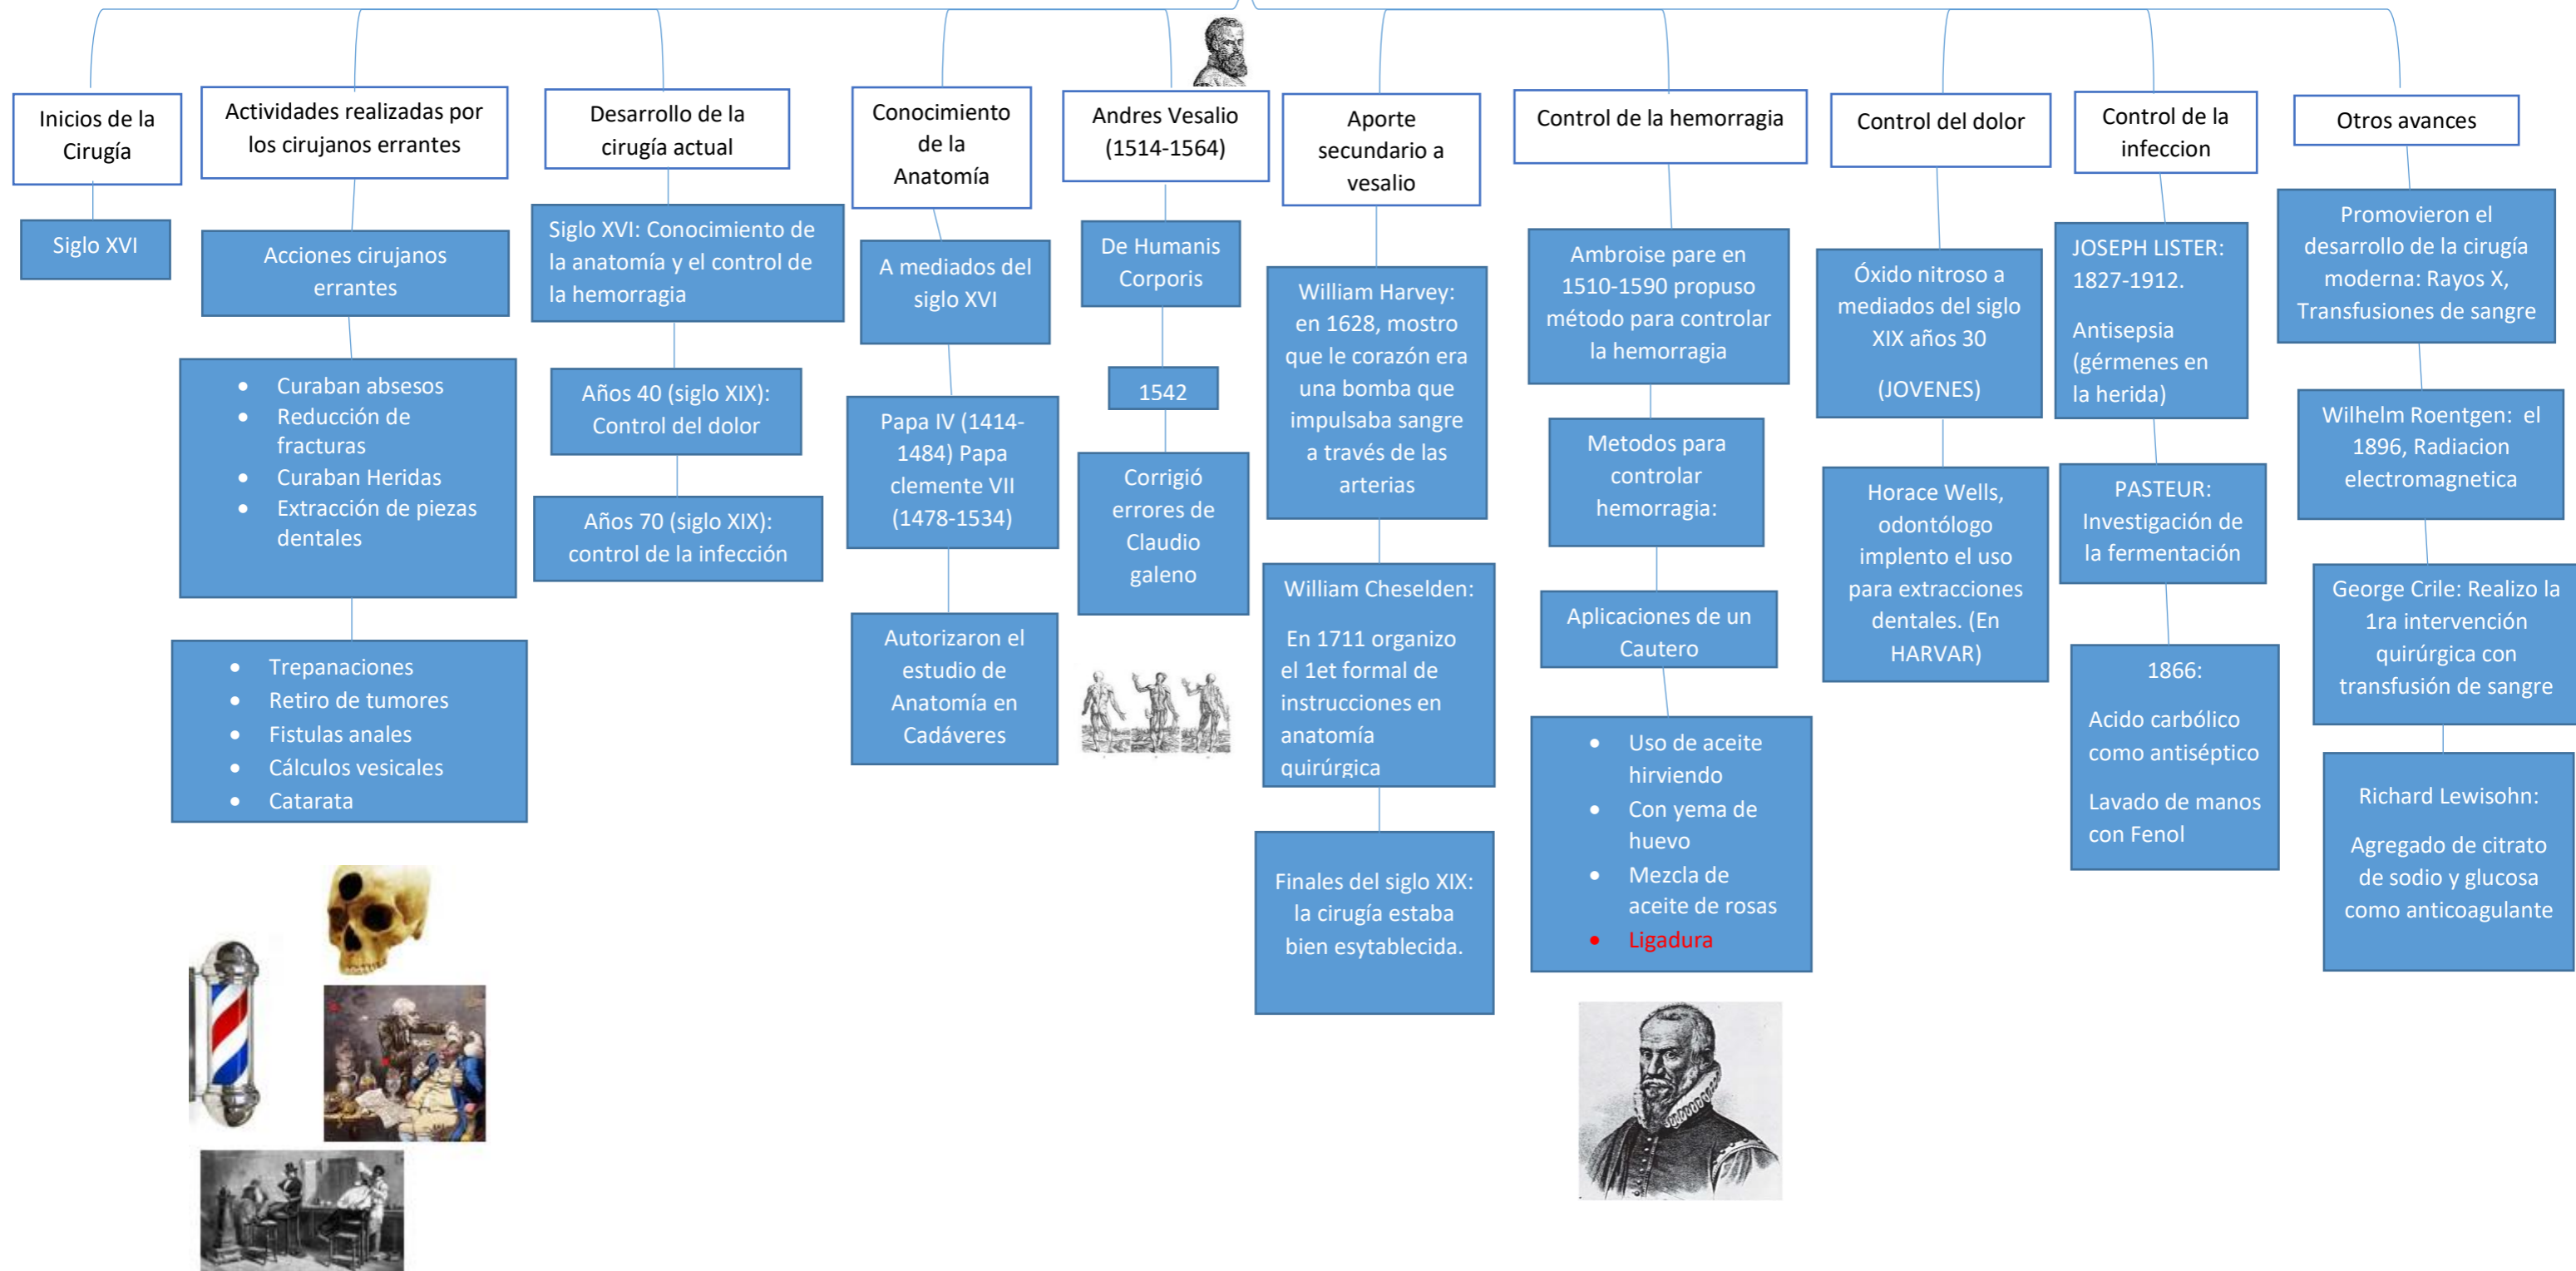 Inicios de la
Cirugía
Siglo XVI
Actividades realizadas por
los cirujanos errantes
Acciones cirujanos
errantes
• Curaban absesos
• Reducción de
fracturas
• Curaban Heridas
• Extracción de piezas
dentales
• Trepanaciones
• Retiro de tumores
• Fistulas anales
• Cálculos vesicales
• Catarata
Desarrollo de la
cirugía actual
Siglo XVI: Conocimiento de
la anatomía y el control de
la hemorragia
Años 40 (siglo XIX):
Control del dolor
Años 70 (siglo XIX):
control de la infección
Conocimiento
de la
Anatomía
A mediados del
siglo XVI
Papa IV (1414-
1484) Papa
clemente VII
(1478-1534)
Autorizaron el
estudio de
Anatomía en
Cadáveres
Andres Vesalio
(1514-1564)
De Humanis
Corporis
1542
Corrigió
errores de
Claudio
galeno
Aporte
secundario a
vesalio
William Harvey:
en 1628, mostro
que le corazón era
una bomba que
impulsaba sangre
a través de las
arterias
William Cheselden:
En 1711 organizo
el 1et formal de
instrucciones en
anatomía
quirúrgica
Finales del siglo XIX:
la cirugía estaba
bien esytablecida.
Control de la hemorragia
Ambroise pare en
1510-1590 propuso
método para controlar
la hemorragia
Metodos para
controlar
hemorragia:
Aplicaciones de un
Cautero
• Uso de aceite
hirviendo
• Con yema de
huevo
• Mezcla de
aceite de rosas
• Ligadura
Control del dolor
Óxido nitroso a
mediados del siglo
XIX años 30
(JOVENES)
Horace Wells,
odontólogo
implento el uso
para extracciones
dentales. (En
HARVAR)
Control de la
infeccion
JOSEPH LISTER:
1827-1912.
Antisepsia
(gérmenes en
la herida)
PASTEUR:
Investigación de
la fermentación
1866:
Acido carbólico
como antiséptico
Lavado de manos
con Fenol
Otros avances
Promovieron el
desarrollo de la cirugía
moderna: Rayos X,
Transfusiones de sangre
Wilhelm Roentgen: el
1896, Radiacion
electromagnetica
George Crile: Realizo la
1ra intervención
quirúrgica con
transfusión de sangre
Richard Lewisohn:
Agregado de citrato
de sodio y glucosa
como anticoagulante